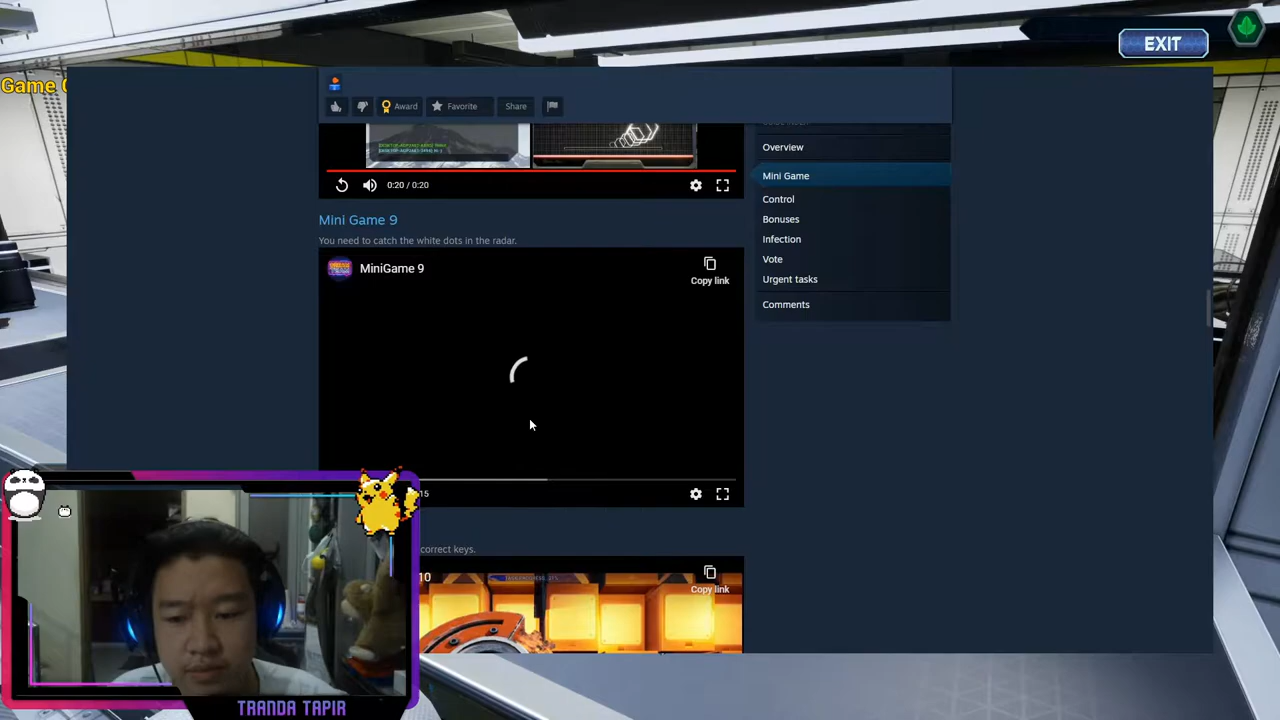 EXIT
Game
Award
Favorite
Share
Overview
Mini Game
Control
Bonuses
Infection
Vote
Urgent tasks
Comments
0:20 / 0:20
Mini Game 9
You need to catch the white dots in the radar.
MiniGame 9
Copy link
15
correct keys.
10
Copy link
TRANDA TAPIR